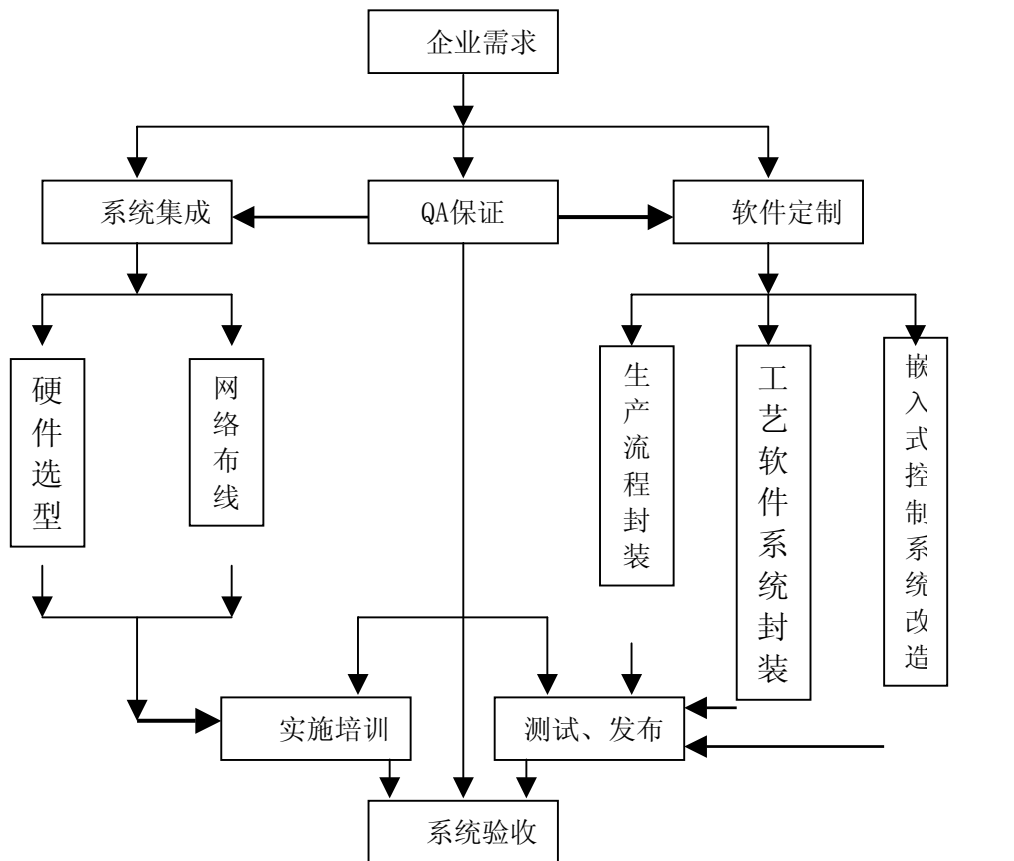 企业需求
系统集成
QA保证
软件定制
硬件选型
网络布线
生产流程封装
工艺软件系统封装
嵌入式控制系统改造
实施培训
测试、发布
系统验收